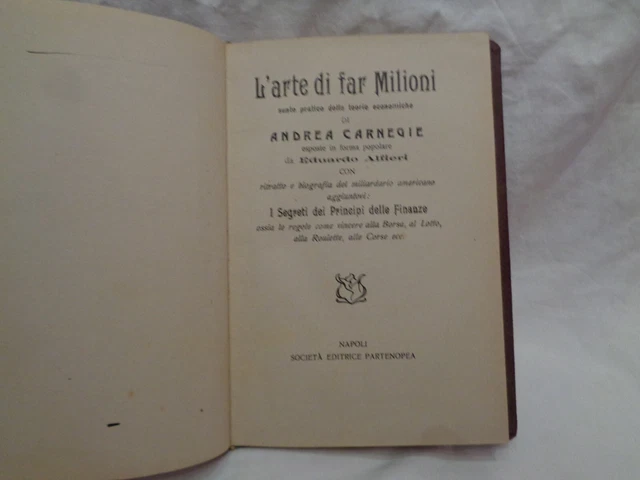 L'arte di far Milioni
ossia pratica delle teorie economiche
DI
ANDREA CARNEGIE
esposte in forma popolare
da Eduardo Alfieri
CON
ritratto e biografia del miliardario americano
aggiuntovi:
I Segreti dei Principi delle Finanze
ossia le regole come vincere alla Borsa, al Lotto,
alla Roulette, alle Corse ecc:
NAPOLI
SOCIETÀ EDITRICE PARTENOPEA